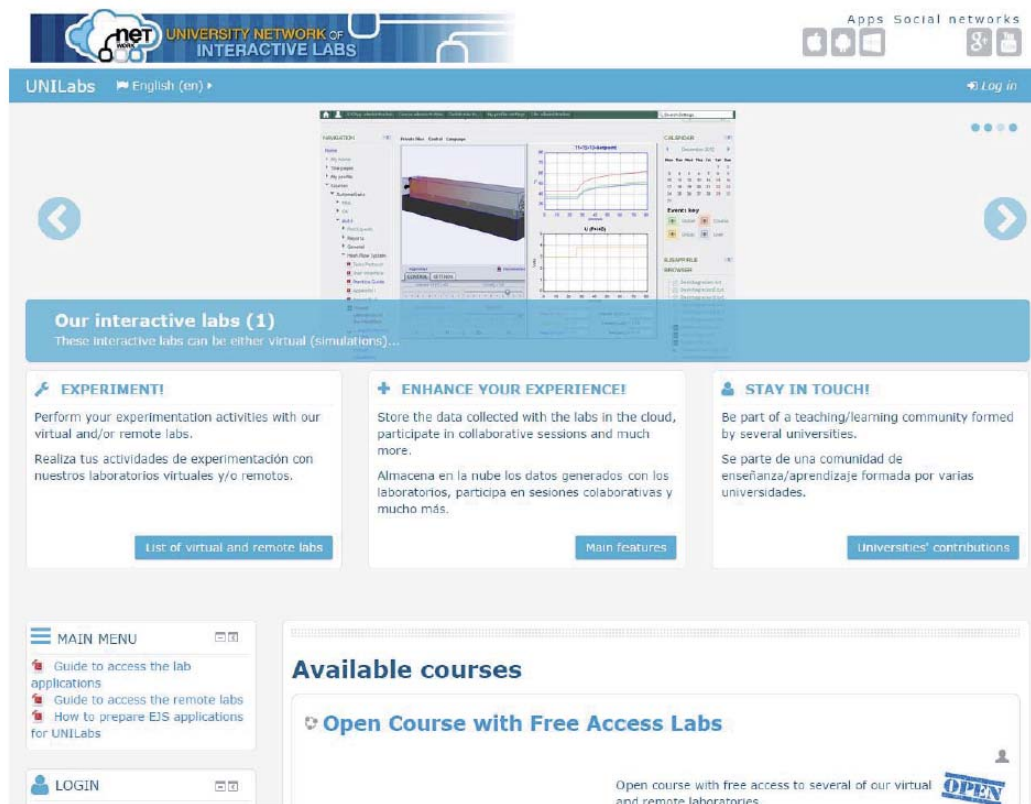 Apps Social networks
net
WORK
UNIVERSITY NETWORK OF
INTERACTIVE LABS
UNILabs English (en) Log in
NAVIGATION
CALENDAR
Home
CONTROL
BROWSER
Our interactive labs (1)
These interactive labs can be either virtual (simulations)...
EXPERIMENT!
Perform your experimentation activities with our
virtual and/or remote labs.
Realiza tus actividades de experimentación con
nuestros laboratorios virtuales y/o remotos.
List of virtual and remote labs
ENHANCE YOUR EXPERIENCE!
Store the data collected with the labs in the cloud,
participate in collaborative sessions and much
more.
Almacena en la nube los datos generados con los
laboratorios, participa en sesiones colaborativas y
mucho más.
Main features
STAY IN TOUCH!
Be part of a teaching/learning community formed
by several universities.
Se parte de una comunidad de
enseñanza/aprendizaje formada por varias
universidades.
Universities' contributions
MAIN MENU
Guide to access the lab
applications
Guide to access the remote labs
How to prepare EJS applications
for UNILabs
LOGIN
Available courses
Open Course with Free Access Labs
Open course with free access to several of our virtual
and remote laboratories
OPEN